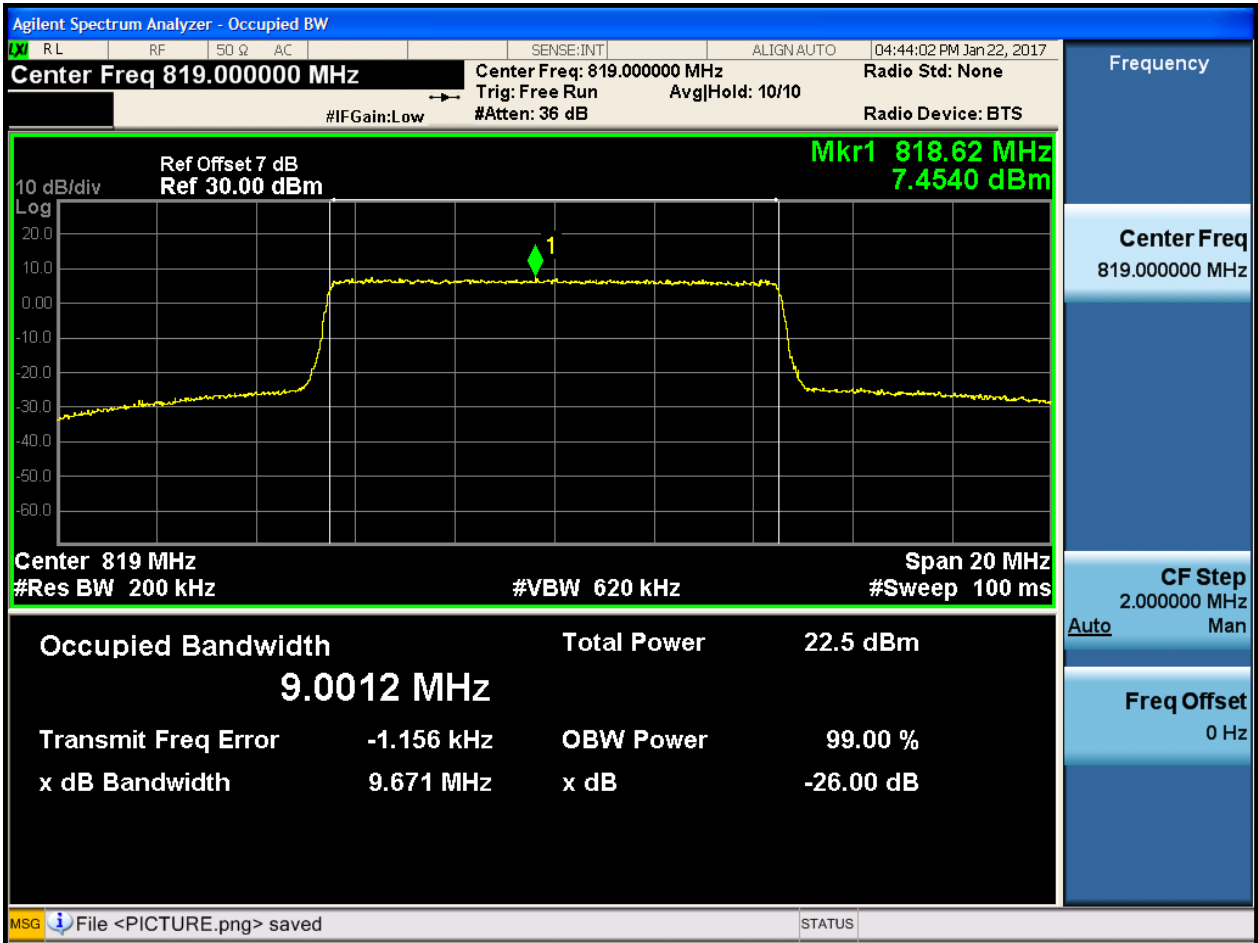 Agilent Spectrum Analyzer - Occupied BW
LXI RL RF 50 Ω AC SENSE:INT ALIGN AUTO 04:44:02 PM Jan 22, 2017
Center Freq 819.000000 MHz
Center Freq: 819.000000 MHz Radio Std: None
Trig: Free Run Avg|Hold: 10/10
#IFGain:Low #Atten: 36 dB Radio Device: BTS
Ref Offset 7 dB
10 dB/div Ref 30.00 dBm
Mkr1 818.62 MHz
7.4540 dBm
Log
20.0
10.0
0.00
-10.0
-20.0
-30.0
-40.0
-50.0
-60.0
1
Center 819 MHz Span 20 MHz
#Res BW 200 kHz #VBW 620 kHz #Sweep 100 ms
Occupied Bandwidth Total Power 22.5 dBm
9.0012 MHz
Transmit Freq Error -1.156 kHz OBW Power 99.00 %
x dB Bandwidth 9.671 MHz x dB -26.00 dB
Frequency
Center Freq
819.000000 MHz
CF Step
2.000000 MHz
Auto Man
Freq Offset
0 Hz
MSG File <PICTURE.png> saved STATUS